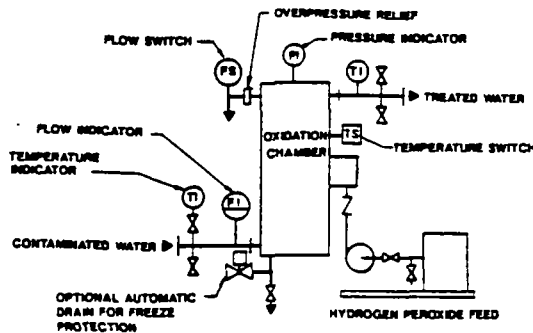 OVERPRESSURE RELIEF
FLOW SWITCH
PRESSURE INDICATOR
FS
PI
TI
TREATED WATER
FLOW INDICATOR
OXIDATION
CHAMBER
TS
TEMPERATURE SWITCH
TEMPERATURE
INDICATOR
TI
FI
CONTAMINATED WATER
OPTIONAL AUTOMATIC
DRAIN FOR FREEZE
PROTECTION
HYDROGEN PEROXIDE FEED